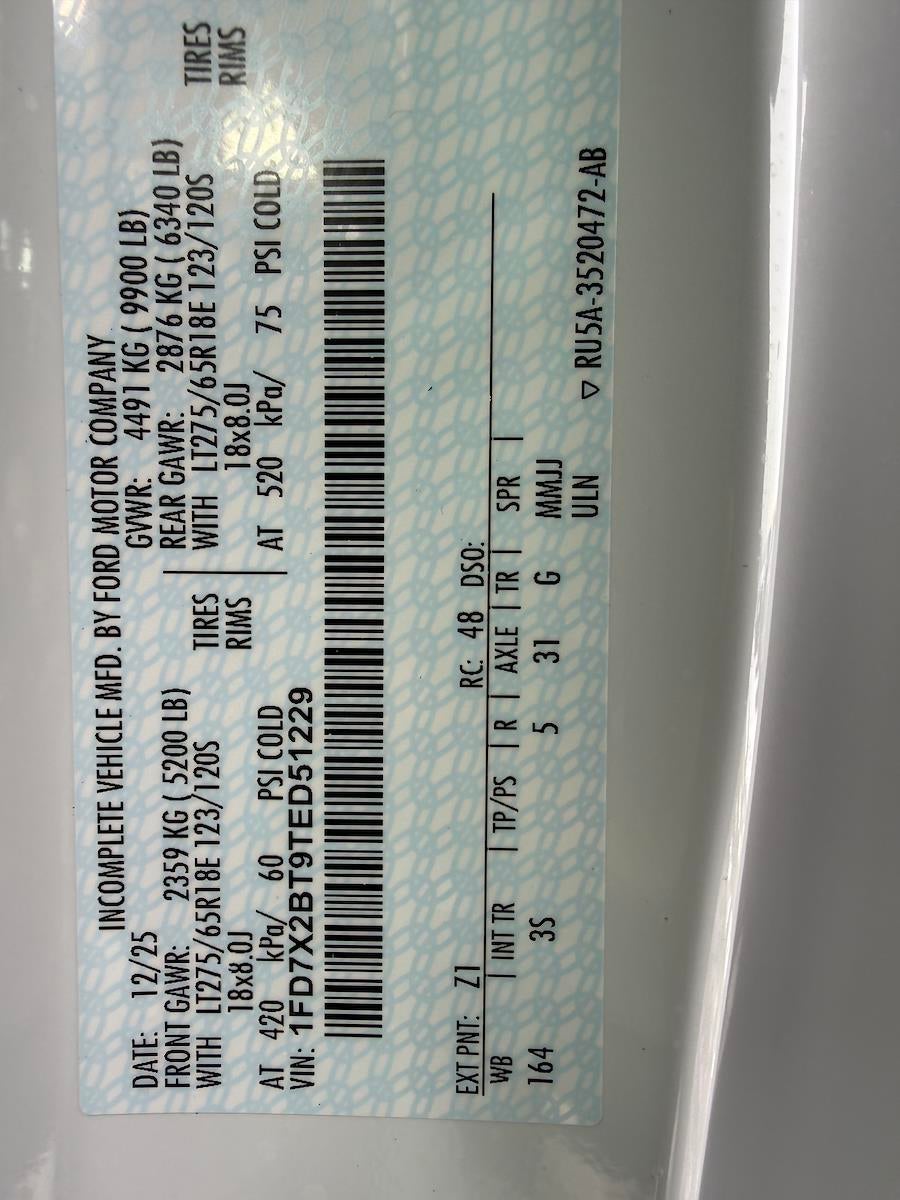 INCOMPLETE VEHICLE MFD. BY FORD MOTOR COMPANY
DATE: 12/25 GVWR: 4491 KG ( 9900 LB)
FRONT GAWR: 2359 KG ( 5200 LB) REAR GAWR: 2876 KG ( 6340 LB)
WITH LT275/65R18E 123/120S TIRES WITH LT275/65R18E 123/120S TIRES
18x8.0J RIMS 18x8.0J RIMS
AT 420 kPa/ 60 PSI COLD AT 520 kPa/ 75 PSI COLD
VIN: 1FD7X2BT9TED51229
EXT PNT: Z1 RC: 48 DSO:
WB | INT TR | TP/PS | R | AXLE | TR | SPR |
164 3S 5 31 G MMJJ
ULN
▽ RU5A-3520472-AB